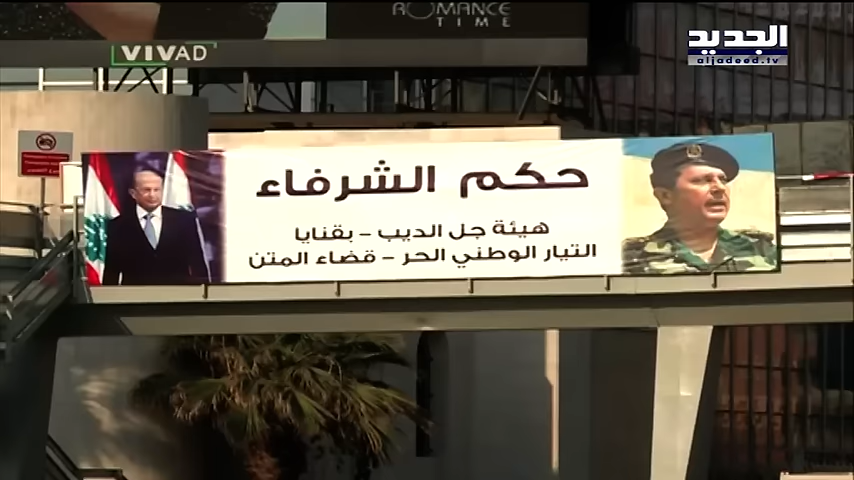 ROMANCE
TIME
VIVAD
الجديد
aljadeed.tv
حكم الشرفاء
هيئة جل الديب - بقنايا
التيار الوطني الحر - قضاء المتن